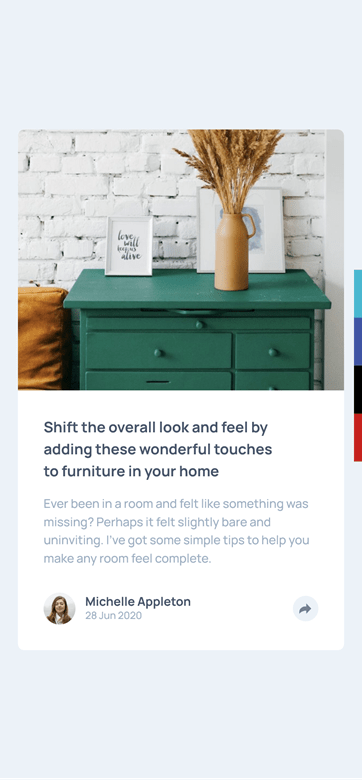 love
will
keep us
alive
Shift the overall look and feel by
adding these wonderful touches
to furniture in your home
Ever been in a room and felt like something was
missing? Perhaps it felt slightly bare and
uninviting. I've got some simple tips to help you
make any room feel complete.
Michelle Appleton
28 Jun 2020